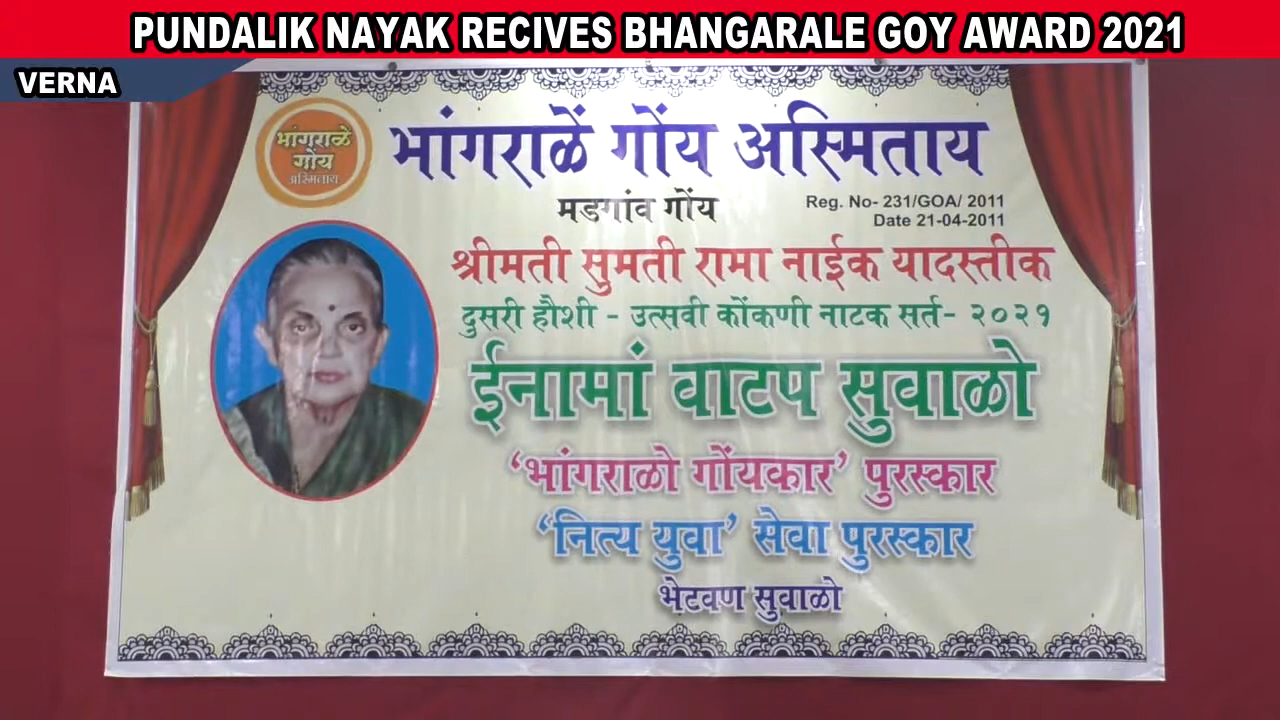 PUNDALIK NAYAK RECIVES BHANGARALE GOY AWARD 2021
VERNA
भांगराळें
गोंय
अस्मिताय
भांगराळें गोंय अस्मिताय
मडगांव गोंय
Reg. No- 231/GOA/ 2011
Date 21-04-2011
श्रीमती सुमती रामा नाईक यादस्तीक
दुसरी हौशी - उत्सवी कोंकणी नाटक सर्त- २०२१
ईनामां वाटप सुवाळो
‘भांगराळो गोंयकार’ पुरस्कार
‘नित्य युवा’ सेवा पुरस्कार
भेटवण सुवाळो